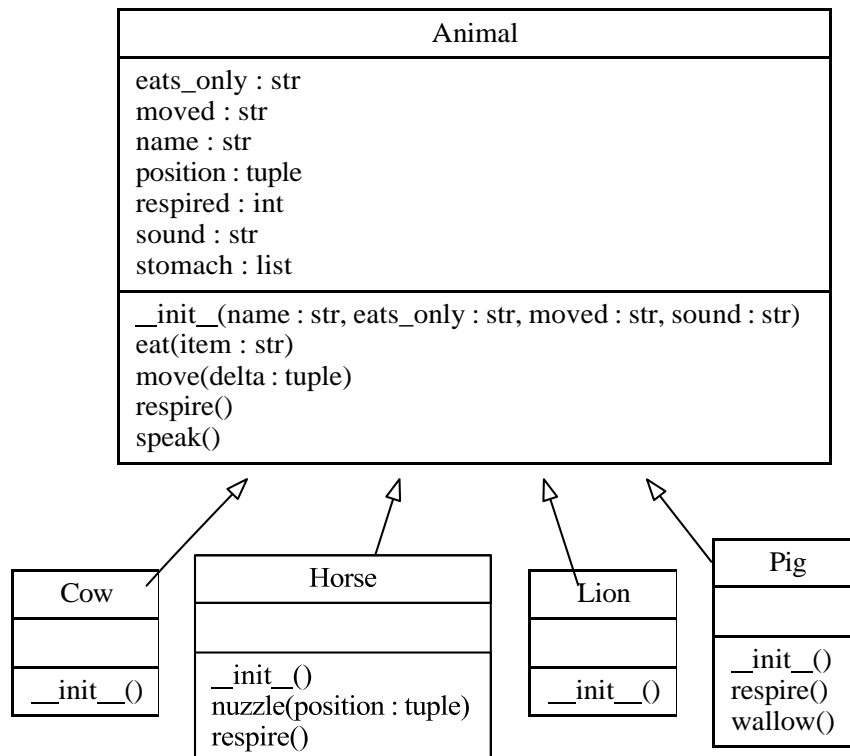 Animal
eats_only : str
moved : str
name : str
position : tuple
respired : int
sound : str
stomach : list
__init__(name : str, eats_only : str, moved : str, sound : str)
eat(item : str)
move(delta : tuple)
respire()
speak()
Cow
__init__()
Horse
__init__()
nuzzle(position : tuple)
respire()
Lion
__init__()
Pig
__init__()
respire()
wallow()